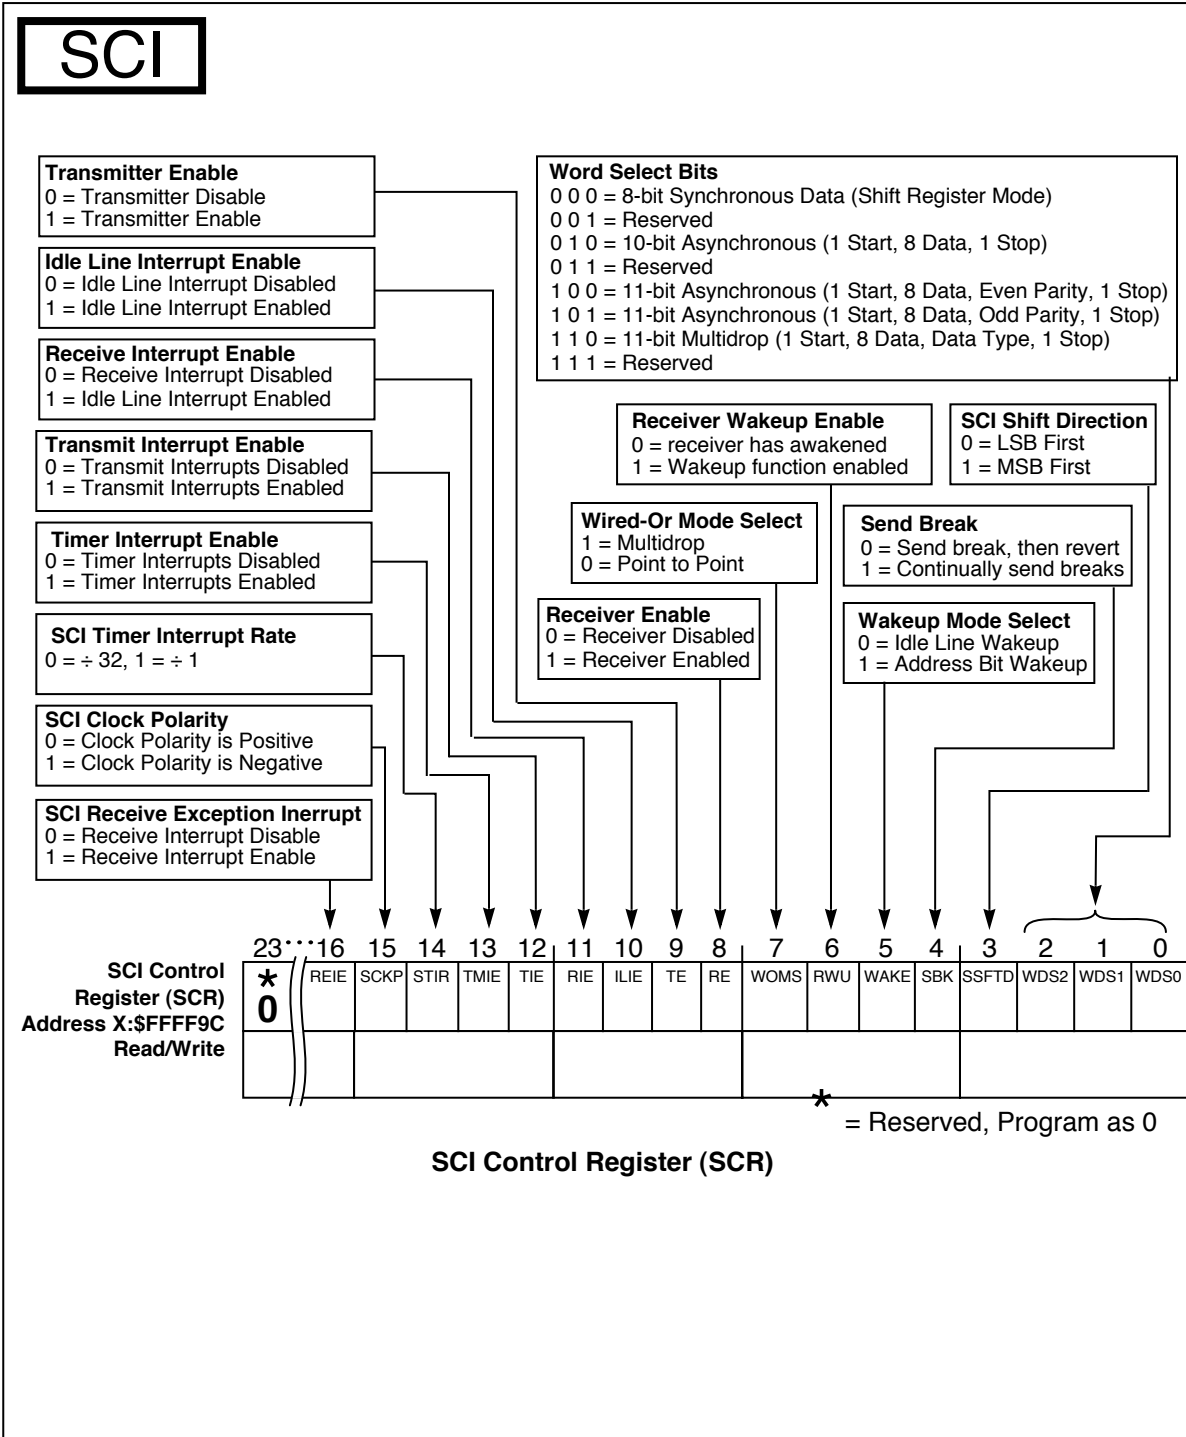 SCI
Transmitter Enable
0 = Transmitter Disable
1 = Transmitter Enable
Idle Line Interrupt Enable
0 = Idle Line Interrupt Disabled
1 = Idle Line Interrupt Enabled
Receive Interrupt Enable
0 = Receive Interrupt Disabled
1 = Idle Line Interrupt Enabled
Transmit Interrupt Enable
0 = Transmit Interrupts Disabled
1 = Transmit Interrupts Enabled
Timer Interrupt Enable
0 = Timer Interrupts Disabled
1 = Timer Interrupts Enabled
SCI Timer Interrupt Rate
0 = ÷ 32, 1 = ÷ 1
SCI Clock Polarity
0 = Clock Polarity is Positive
1 = Clock Polarity is Negative
SCI Receive Exception Inerrupt
0 = Receive Interrupt Disable
1 = Receive Interrupt Enable
Word Select Bits
0 0 0 = 8-bit Synchronous Data (Shift Register Mode)
0 0 1 = Reserved
0 1 0 = 10-bit Asynchronous (1 Start, 8 Data, 1 Stop)
0 1 1 = Reserved
1 0 0 = 11-bit Asynchronous (1 Start, 8 Data, Even Parity, 1 Stop)
1 0 1 = 11-bit Asynchronous (1 Start, 8 Data, Odd Parity, 1 Stop)
1 1 0 = 11-bit Multidrop (1 Start, 8 Data, Data Type, 1 Stop)
1 1 1 = Reserved
Receiver Wakeup Enable
0 = receiver has awakened
1 = Wakeup function enabled
SCI Shift Direction
0 = LSB First
1 = MSB First
Wired-Or Mode Select
1 = Multidrop
0 = Point to Point
Send Break
0 = Send break, then revert
1 = Continually send breaks
Receiver Enable
0 = Receiver Disabled
1 = Receiver Enabled
Wakeup Mode Select
0 = Idle Line Wakeup
1 = Address Bit Wakeup
23 ••• 16 15 14 13 12 11 10 9 8 7 6 5 4 3 2 1 0
SCI Control
Register (SCR)
Address X:$FFFF9C
Read/Write
* REIE SCKP STIR TMIE TIE RIE ILIE TE RE WOMS RWU WAKE SBK SSFTD WDS2 WDS1 WDS0
0
* = Reserved, Program as 0
SCI Control Register (SCR)